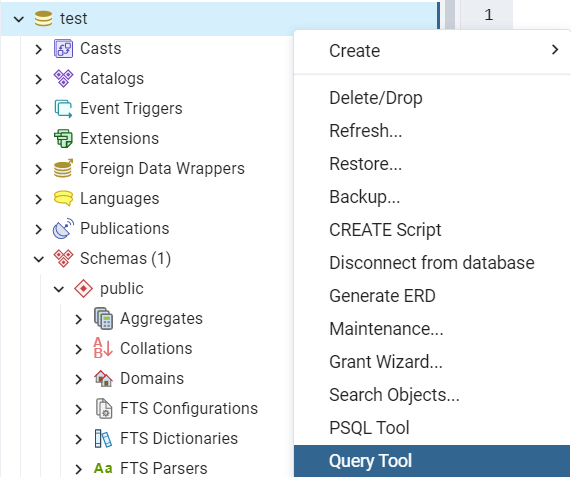 test
Casts
Catalogs
Event Triggers
Extensions
Foreign Data Wrappers
Languages
Publications
Schemas (1)
public
Aggregates
Collations
Domains
FTS Configurations
FTS Dictionaries
Aa FTS Parsers
1
Create
Delete/Drop
Refresh...
Restore...
Backup...
CREATE Script
Disconnect from database
Generate ERD
Maintenance...
Grant Wizard...
Search Objects...
PSQL Tool
Query Tool